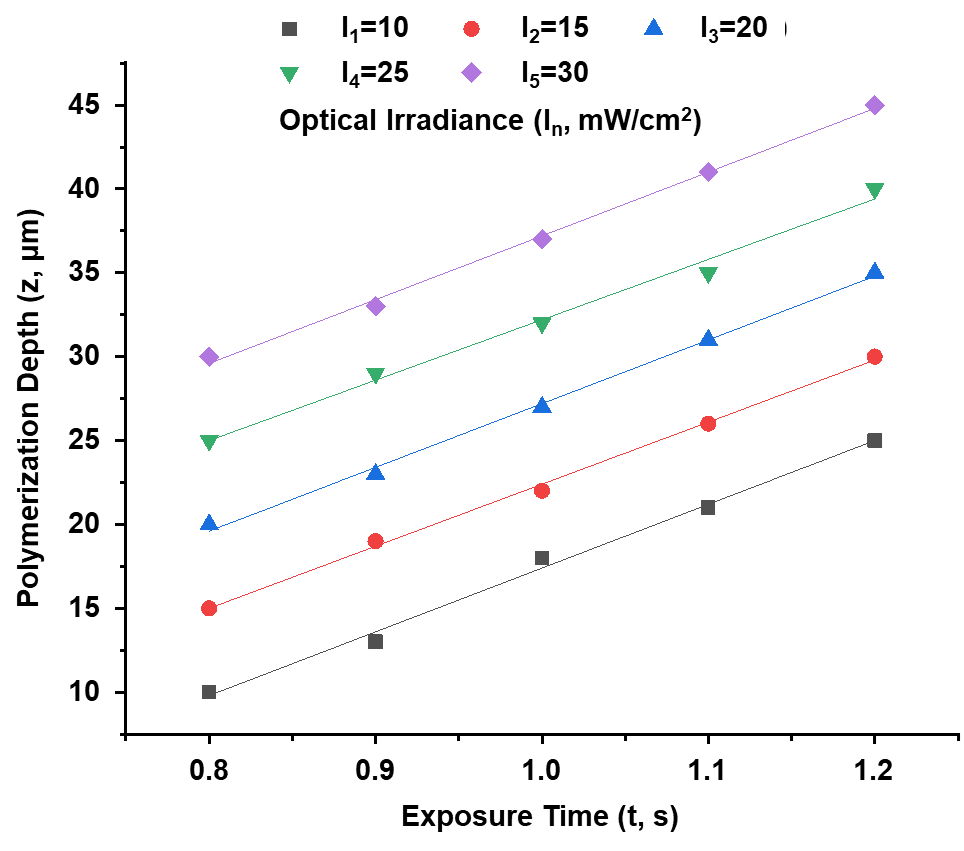 I₁=10 I₂=15 I₃=20 )
I₄=25 I₅=30
Optical Irradiance (Iₙ, mW/cm²)
Polymerization Depth (z, μm)
45
40
35
30
25
20
15
10
0.8 0.9 1.0 1.1 1.2
Exposure Time (t, s)